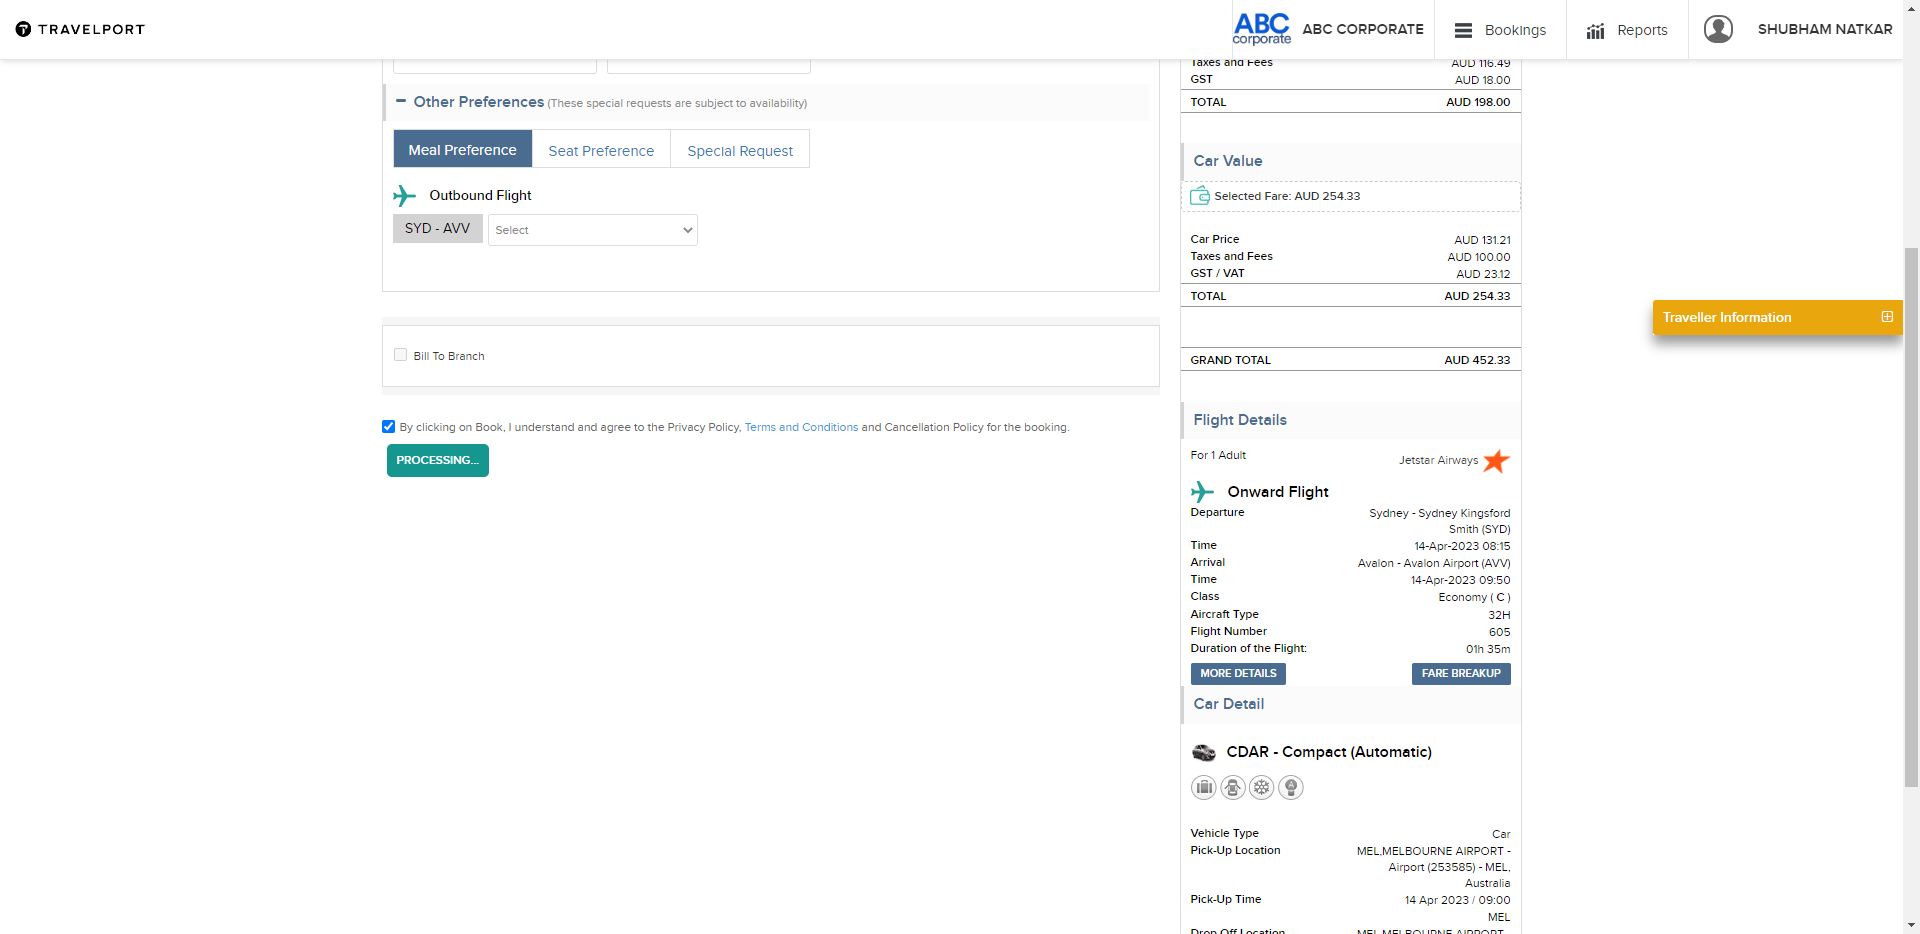 TRAVELPORT
ABC
corporate
ABC CORPORATE
Bookings
Reports
SHUBHAM NATKAR
Other Preferences (These special requests are subject to availability)
Meal Preference
Seat Preference
Special Request
Outbound Flight
SYD - AVV
Select
Bill To Branch
By clicking on Book, I understand and agree to the Privacy Policy, Terms and Conditions and Cancellation Policy for the booking.
PROCESSING...
Taxes and Fees AUD 116.49
GST AUD 18.00
TOTAL AUD 198.00
Car Value
Selected Fare: AUD 254.33
Car Price AUD 131.21
Taxes and Fees AUD 100.00
GST / VAT AUD 23.12
TOTAL AUD 254.33
GRAND TOTAL AUD 452.33
Flight Details
For 1 Adult
Jetstar Airways
Onward Flight
Departure Sydney - Sydney Kingsford
Smith (SYD)
Time 14-Apr-2023 08:15
Arrival Avalon - Avalon Airport (AVV)
Time 14-Apr-2023 09:50
Class Economy ( C )
Aircraft Type 32H
Flight Number 605
Duration of the Flight: 01h 35m
MORE DETAILS
FARE BREAKUP
Car Detail
CDAR - Compact (Automatic)
Vehicle Type Car
Pick-Up Location MEL,MELBOURNE AIRPORT -
Airport (253585) - MEL,
Australia
Pick-Up Time 14 Apr 2023 / 09:00
MEL
Drop Off Location MEL,MELBOURNE AIRPORT -
Traveller Information